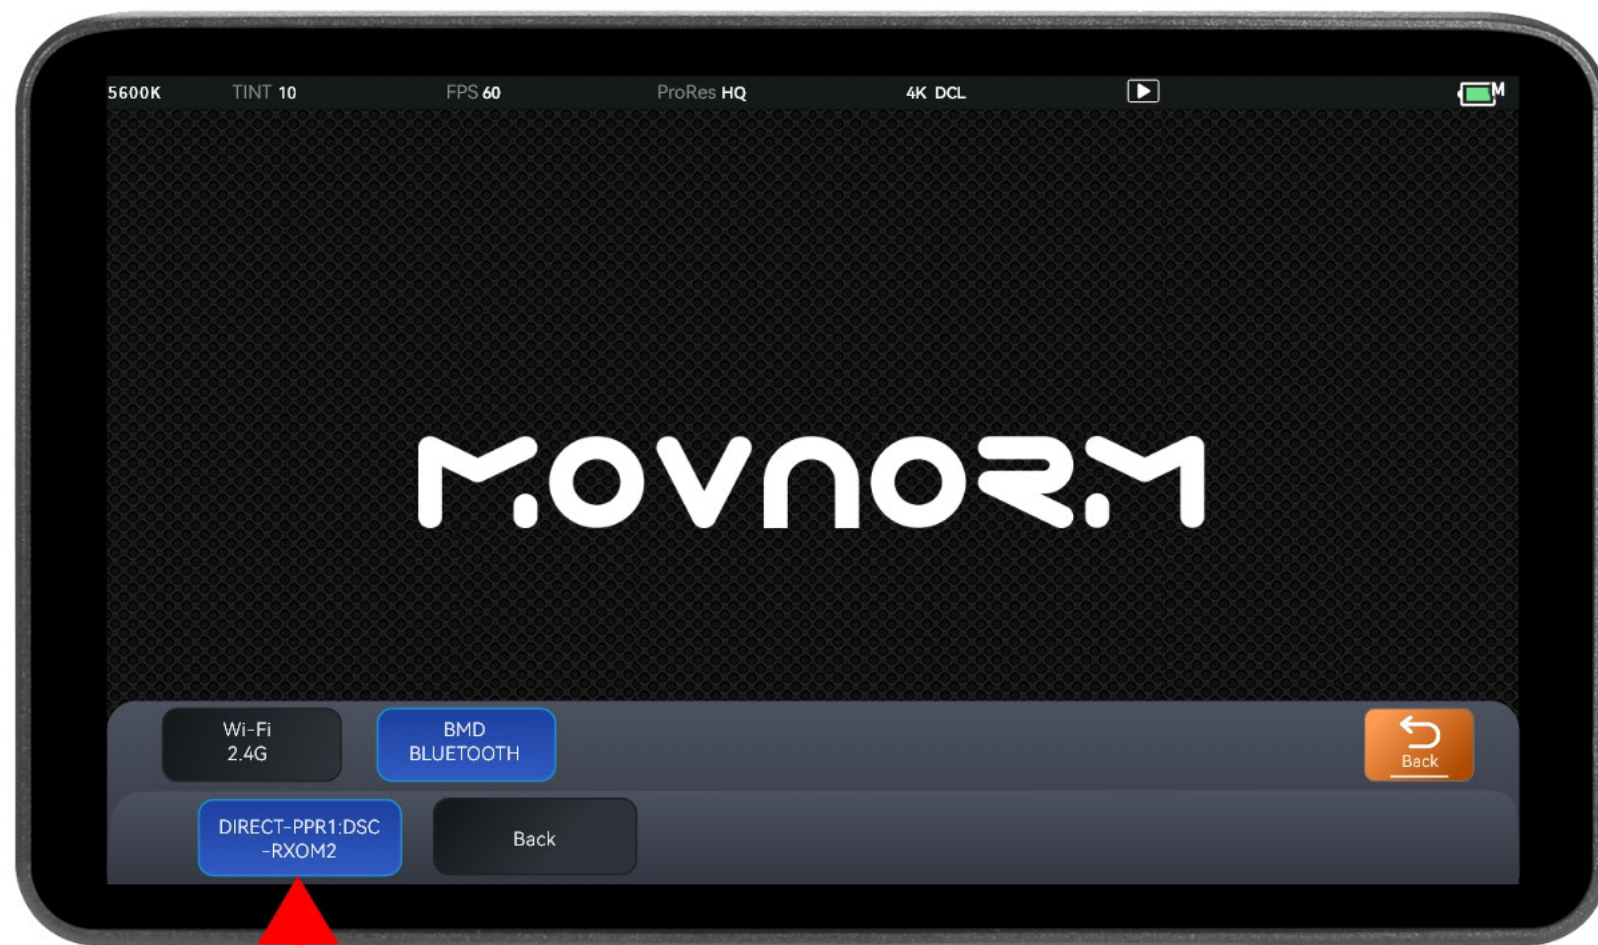 5600K TINT 10 FPS 60 ProRes HQ 4K DCL M
MOVNORM
Wi-Fi
2.4G
BMD
BLUETOOTH
Back
DIRECT-PPR1:DSC
-RXOM2
Back